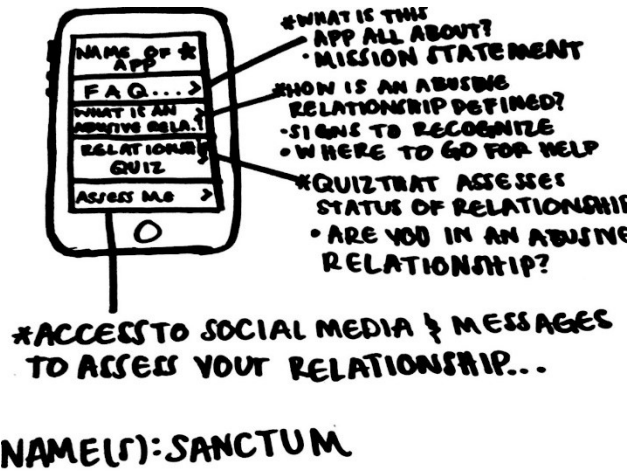 NAME OF *
APP
FAQ...>
WHAT IS AN
ABUSIVE RELA.. >
RELATIONSHIP
QUIZ >
ASSESS ME >
*WHAT IS THIS
APP ALL ABOUT?
• MISSION STATEMENT
*HOW IS AN ABUSIVE
RELATIONSHIP DEFINED?
•SIGNS TO RECOGNIZE
•WHERE TO GO FOR HELP
*QUIZ THAT ASSESSES
STATUS OF RELATIONSHIP
• ARE YOU IN AN ABUSIVE
RELATIONSHIP?
*ACCESS TO SOCIAL MEDIA & MESSAGES
TO ASSESS YOUR RELATIONSHIP...
NAME(S): SANCTUM